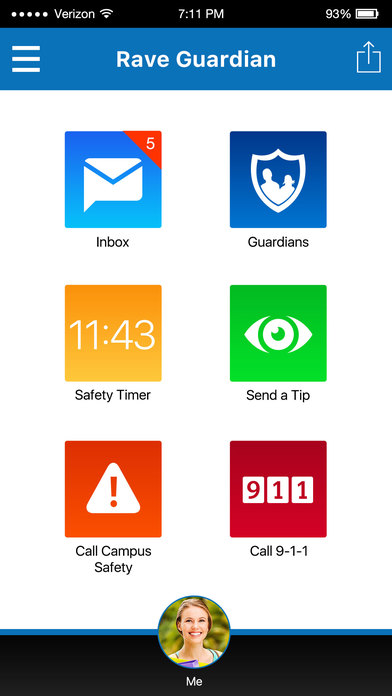 ●●●●● Verizon 7:11 PM 93%
Rave Guardian
5
Inbox Guardians
11:43
Safety Timer Send a Tip
911
Call Campus
Safety
Call 9-1-1
Me